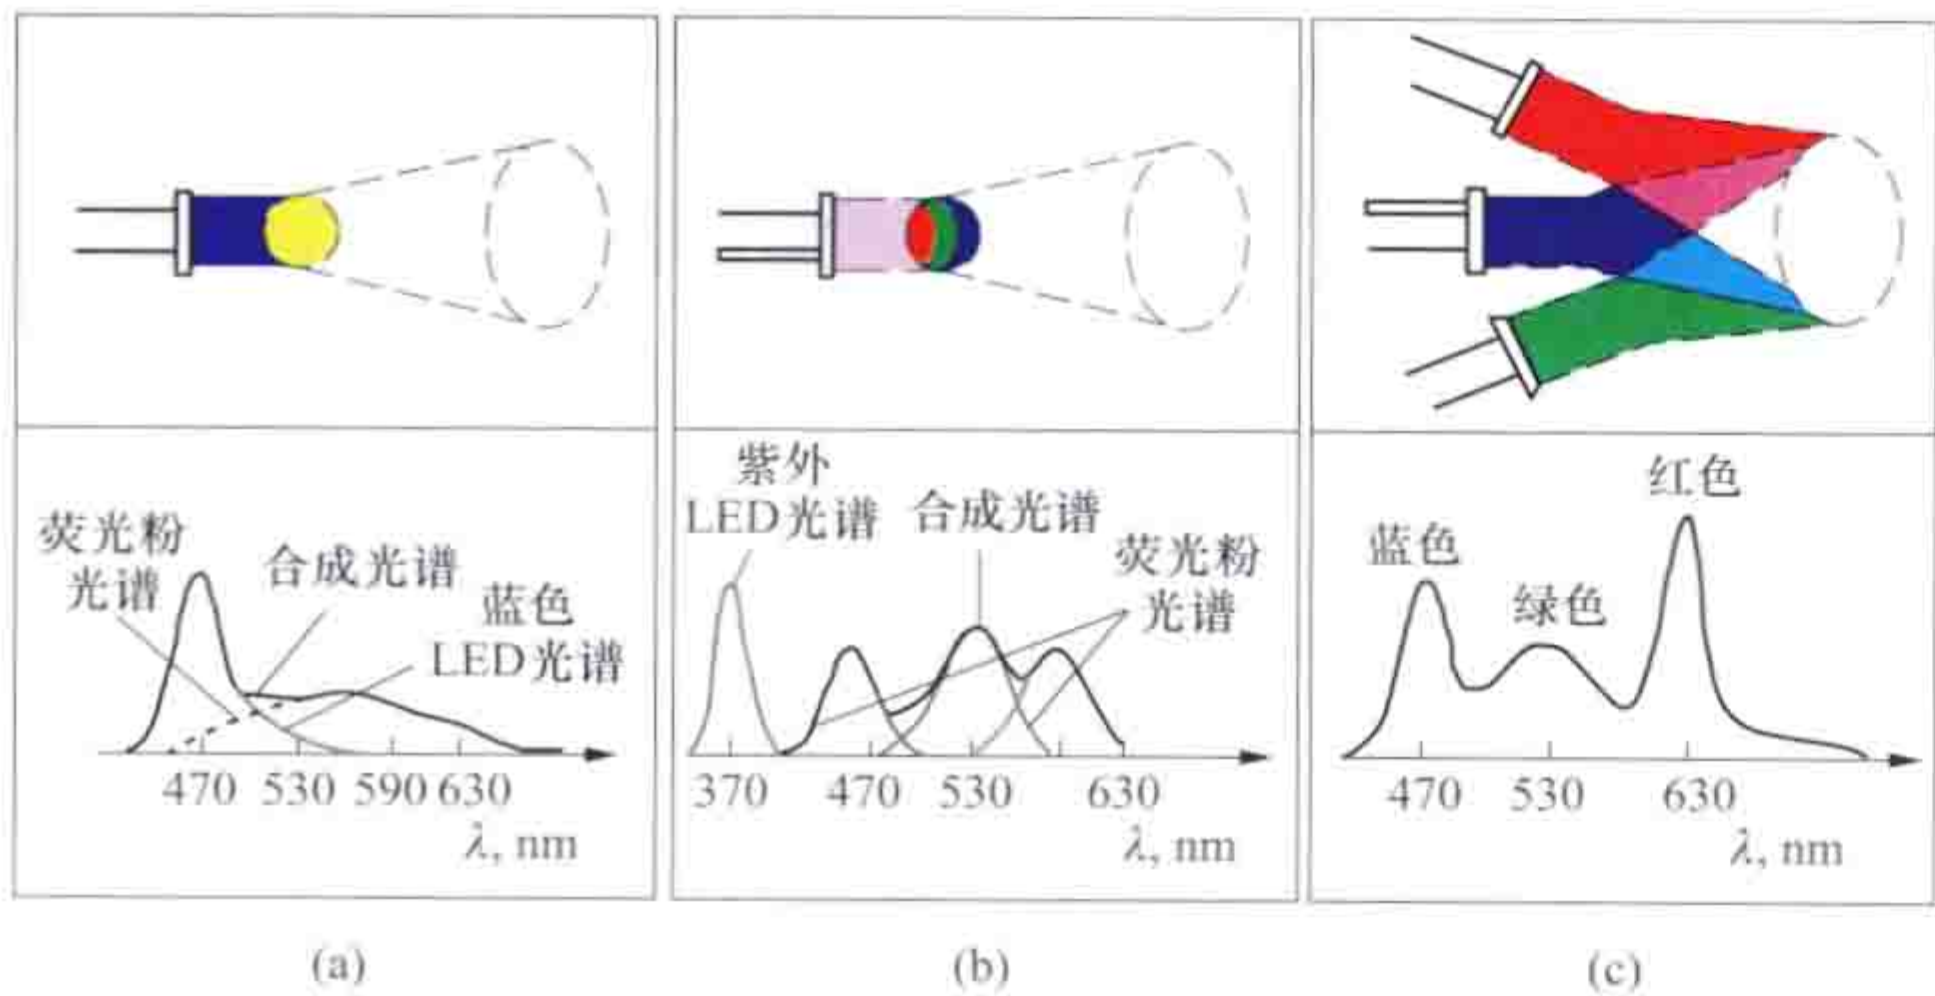 荧光粉
光谱
合成光谱
蓝色
LED光谱
470 530 590 630
λ, nm
(a)
紫外
LED光谱
合成光谱
荧光粉
光谱
370 470 530 630
λ, nm
(b)
红色
蓝色
绿色
470 530 630
λ, nm
(c)